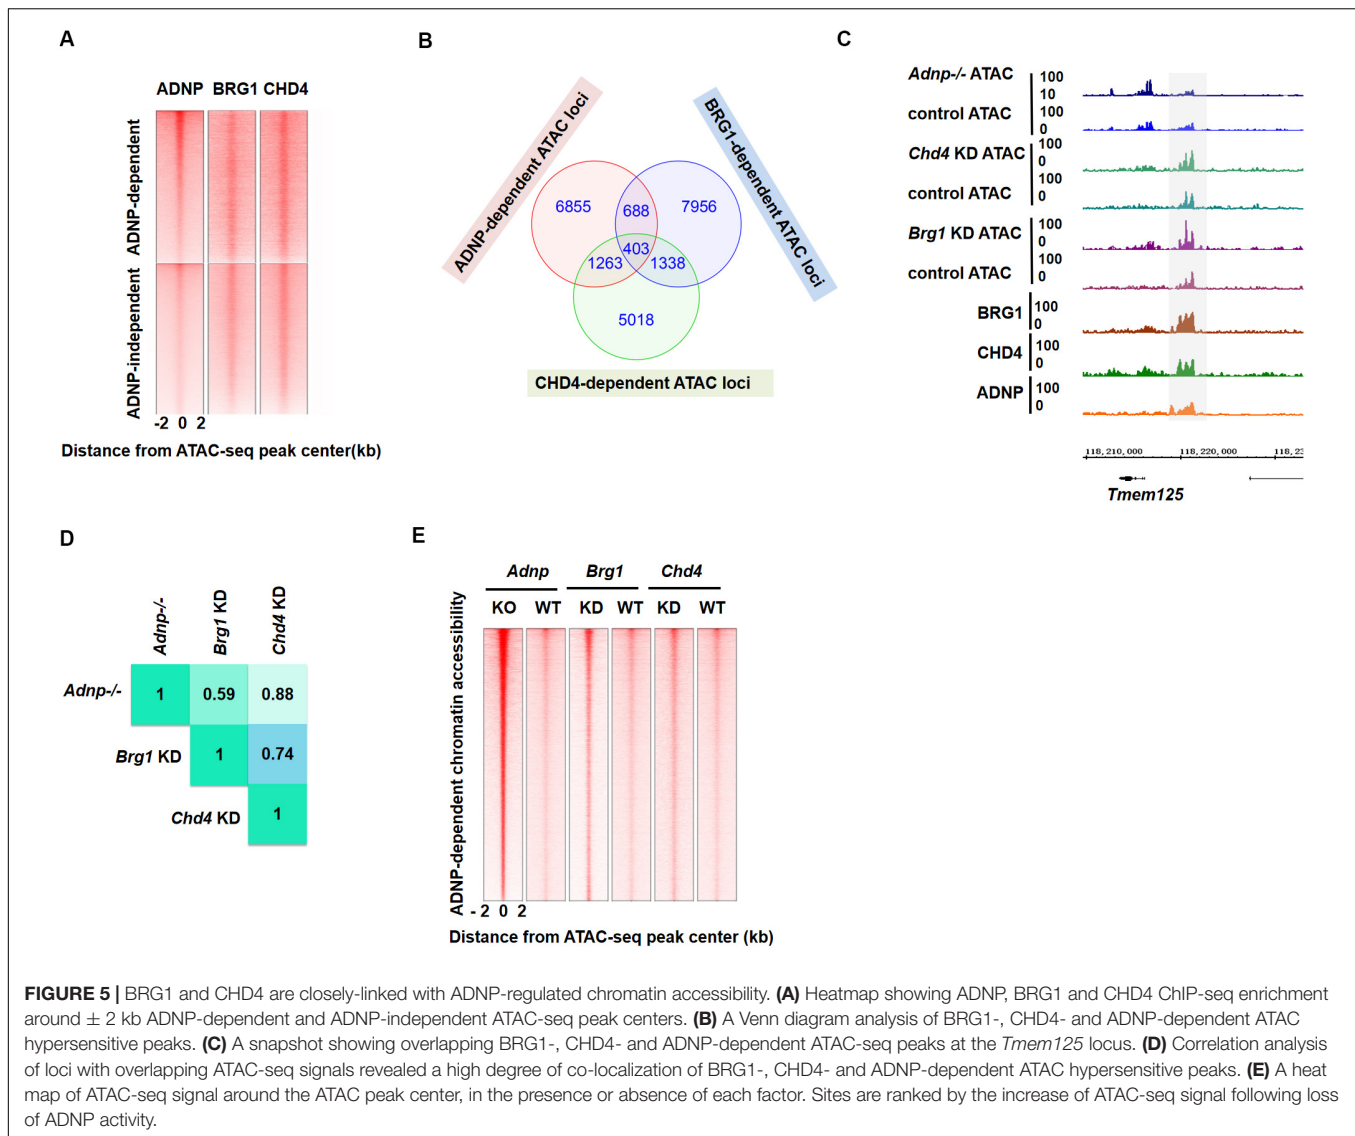 A
ADNP BRG1 CHD4
ADNP-dependent
ADNP-independent
-2 0 2
Distance from ATAC-seq peak center(kb)
B
ADNP-dependent ATAC loci
BRG1-dependent ATAC loci
6855 688 7956
403
1263 1338
5018
CHD4-dependent ATAC loci
C
Adnp-/- ATAC 100 10
control ATAC 100 0
Chd4 KD ATAC 100 0
control ATAC 100 0
Brg1 KD ATAC 100 0
control ATAC 100 0
BRG1 100 0
CHD4 100 0
ADNP 100 0
118,210,000 118,220,000 118,23
Tmem125
D
Adnp-/- Brg1 KD Chd4 KD
Adnp-/- 1 0.59 0.88
Brg1 KD 1 0.74
Chd4 KD 1
E
Adnp Brg1 Chd4
KO WT KD WT KD WT
ADNP-dependent chromatin accessibility
- 2 0 2
Distance from ATAC-seq peak center (kb)
FIGURE 5 | BRG1 and CHD4 are closely-linked with ADNP-regulated chromatin accessibility. (A) Heatmap showing ADNP, BRG1 and CHD4 ChIP-seq enrichment
around ± 2 kb ADNP-dependent and ADNP-independent ATAC-seq peak centers. (B) A Venn diagram analysis of BRG1-, CHD4- and ADNP-dependent ATAC
hypersensitive peaks. (C) A snapshot showing overlapping BRG1-, CHD4- and ADNP-dependent ATAC-seq peaks at the Tmem125 locus. (D) Correlation analysis
of loci with overlapping ATAC-seq signals revealed a high degree of co-localization of BRG1-, CHD4- and ADNP-dependent ATAC hypersensitive peaks. (E) A heat
map of ATAC-seq signal around the ATAC peak center, in the presence or absence of each factor. Sites are ranked by the increase of ATAC-seq signal following loss
of ADNP activity.